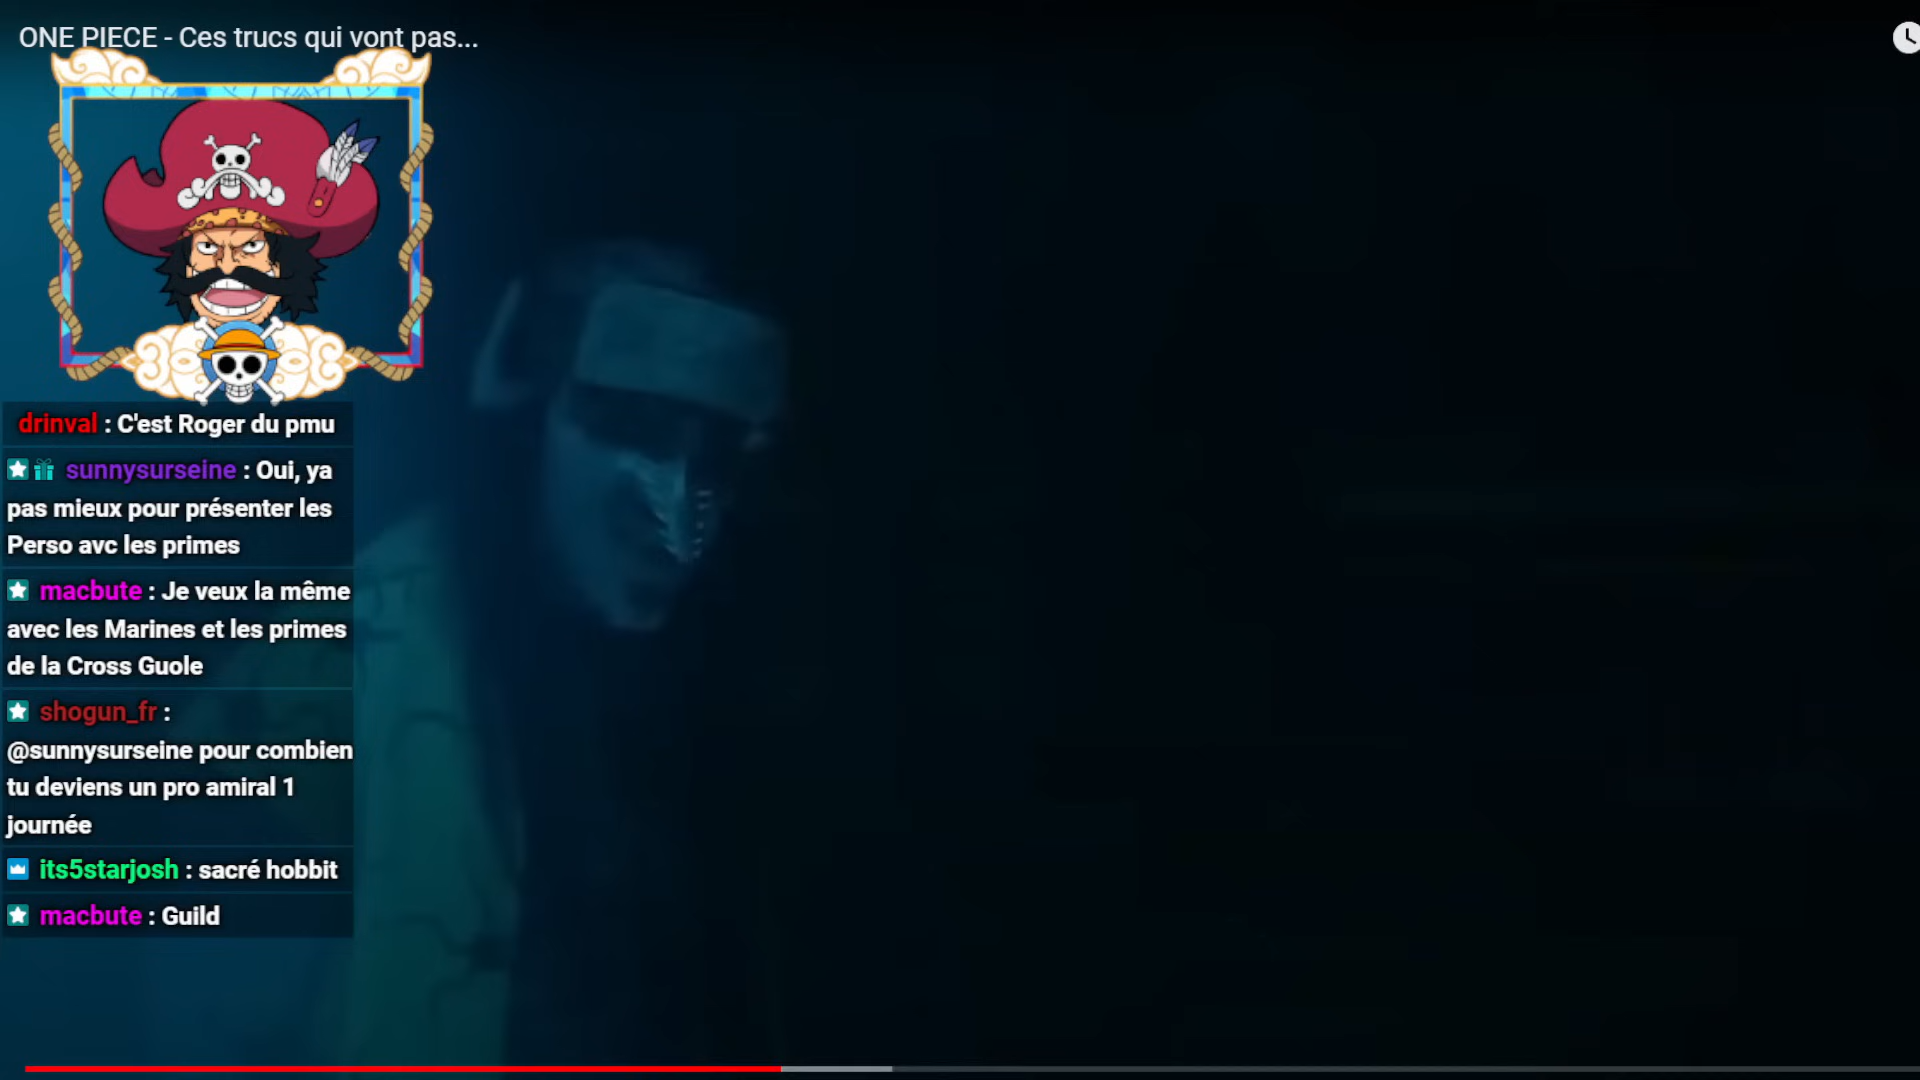 ONE PIECE - Ces trucs qui vont pas...
drinval : C'est Roger du pmu
sunnysurseine : Oui, ya
pas mieux pour présenter les
Perso avc les primes
macbute : Je veux la même
avec les Marines et les primes
de la Cross Guole
shogun_fr :
@sunnysurseine pour combien
tu deviens un pro amiral 1
journée
its5starjosh : sacré hobbit
macbute : Guild